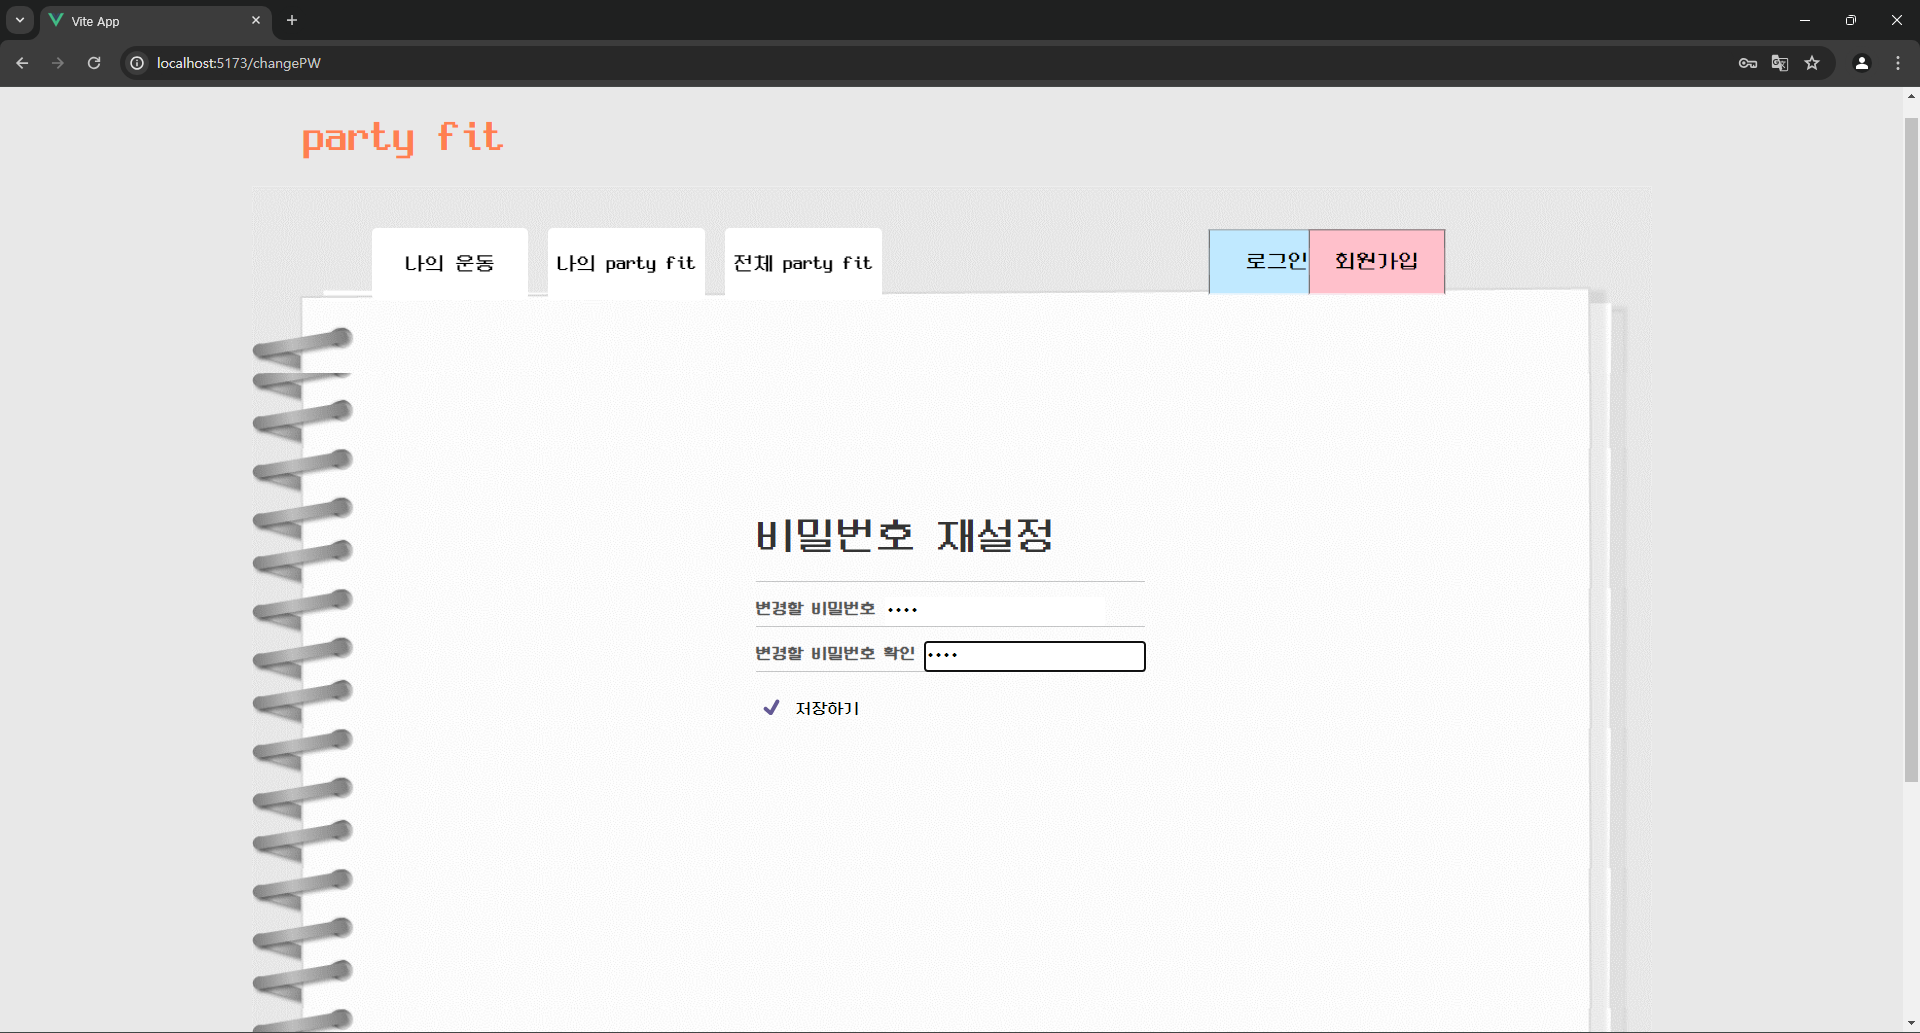 Vite App
localhost:5173/changePW
party fit
나의 운동
나의 party fit
전체 party fit
로그인
회원가입
비밀번호 재설정
변경할 비밀번호 ••••
변경할 비밀번호 확인 ••••
저장하기